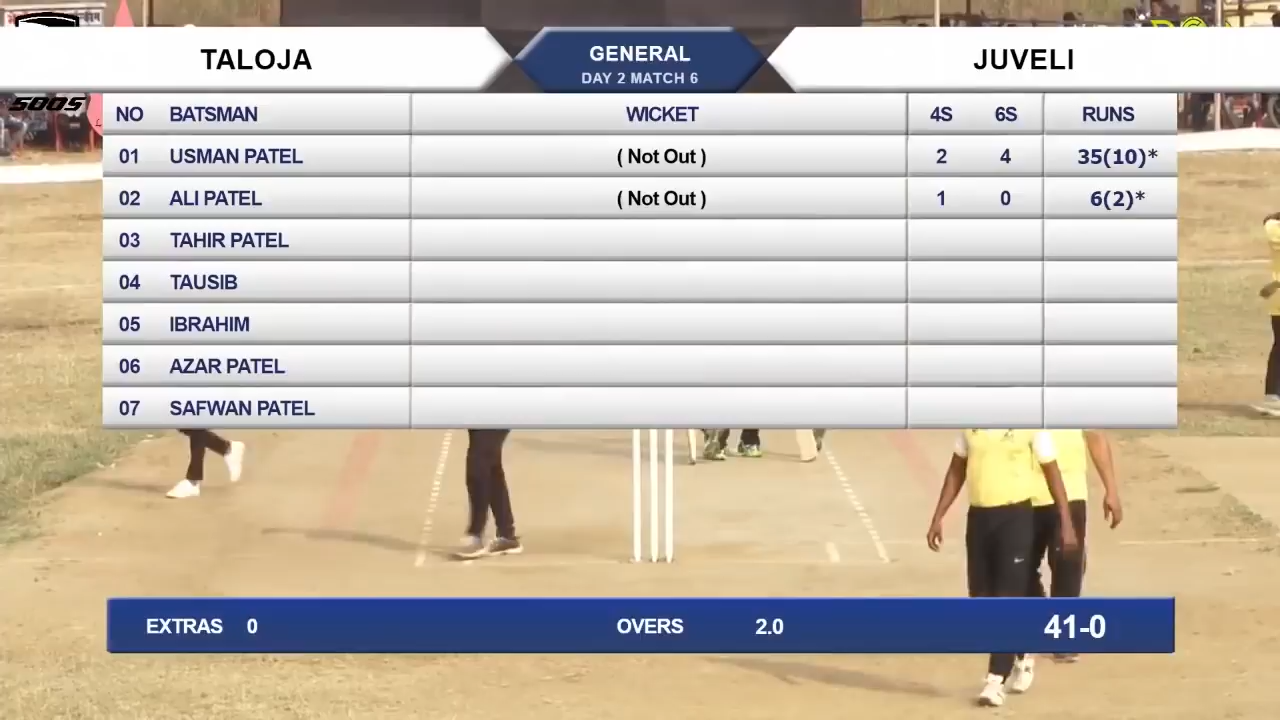 TALOJA
GENERAL
DAY 2 MATCH 6
JUVELI
SOOS
NO BATSMAN WICKET 4S 6S RUNS
01 USMAN PATEL ( Not Out ) 2 4 35(10)*
02 ALI PATEL ( Not Out ) 1 0 6(2)*
03 TAHIR PATEL
04 TAUSIB
05 IBRAHIM
06 AZAR PATEL
07 SAFWAN PATEL
EXTRAS 0 OVERS 2.0 41-0